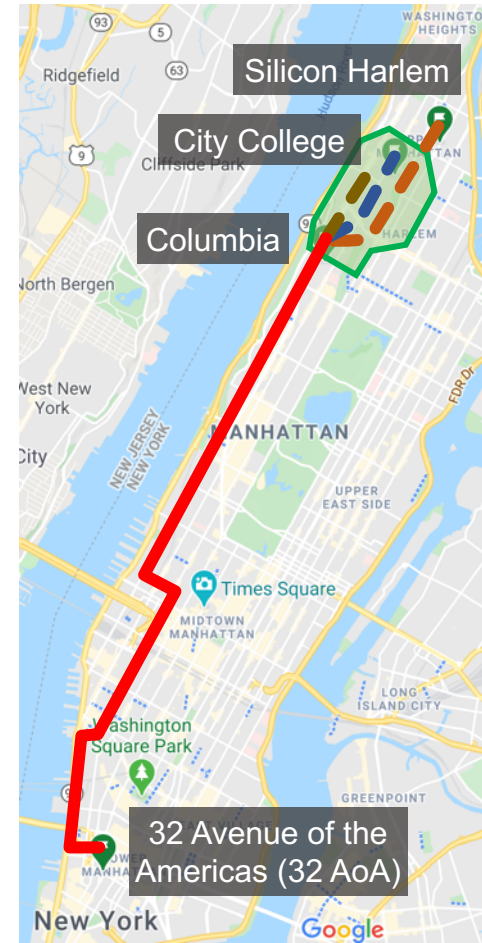 WASHINGTO
HEIGHTS
93
5
Ridgefield
63
Silicon Harlem
9
City College
Cliffside Park
MANHATTAN
Columbia
9
HARLEM
North Bergen
West New
York
FDR Dr
City
NEW JERSEY
NEW YORK
MANHATTAN
UPPER
EAST SIDE
Times Square
MIDTOWN
MANHATTAN
LONG
ISLAND CITY
Washington
Square Park
GREENPOINT
32 Avenue of the
Americas (32 AoA)
New York
Google